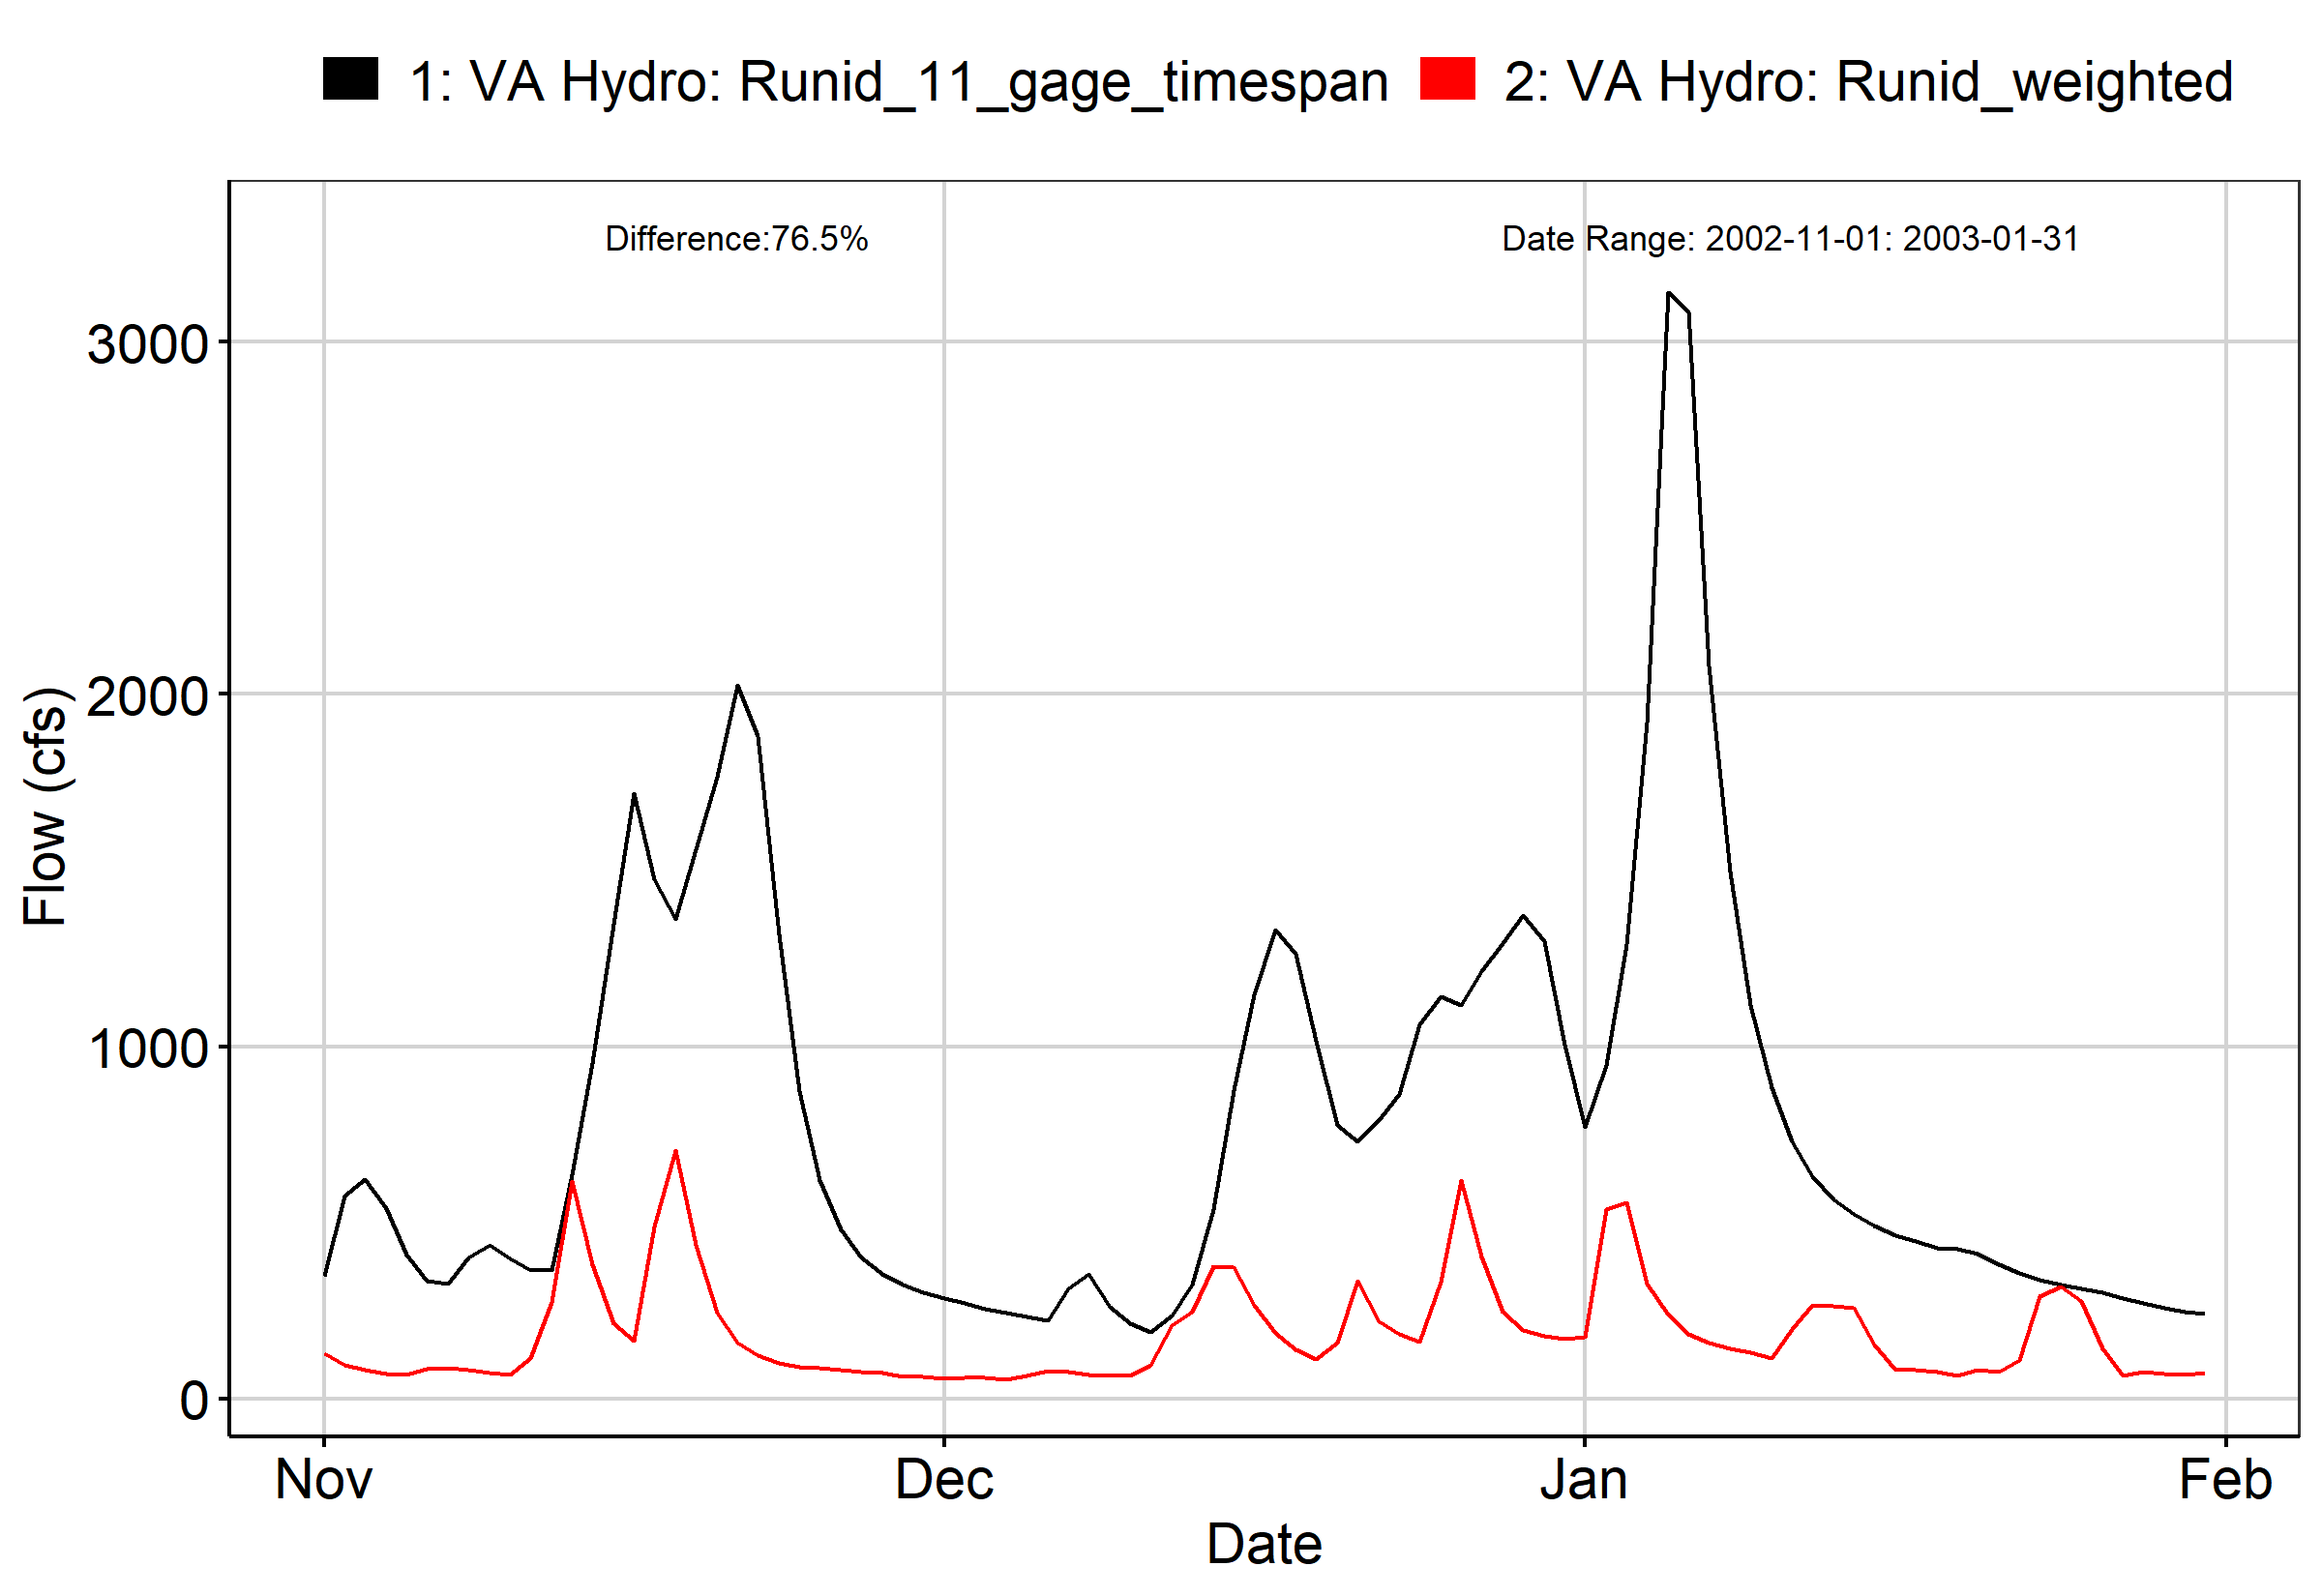 1: VA Hydro: Runid_11_gage_timespan 2: VA Hydro: Runid_weighted
Difference:76.5% Date Range: 2002-11-01: 2003-01-31
3000
2000
1000
0
Flow (cfs)
Nov Dec Jan Feb
Date